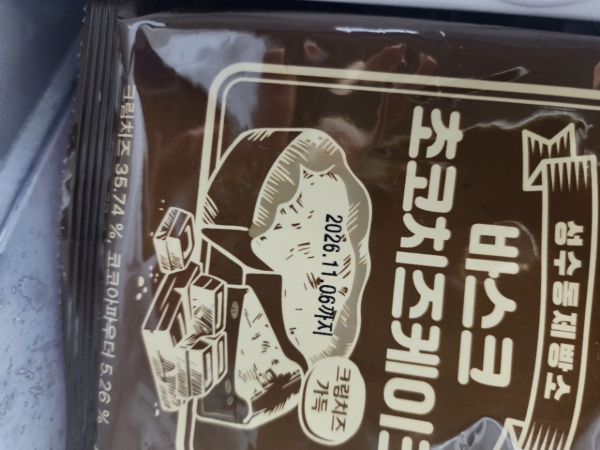 성수동제빵소
바스크
초코치즈케이크
크림치즈
가득
2026.11.06까지
크림치즈 35.74 %, 코코아파우더 5.26 %